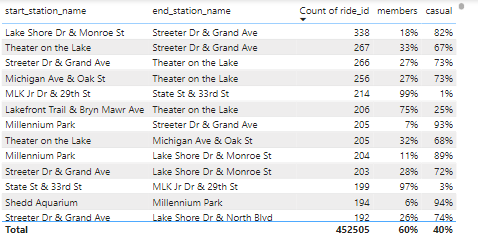 start_station_name end_station_name Count of ride_id members casual
Lake Shore Dr & Monroe St Streeter Dr & Grand Ave 338 18% 82%
Theater on the Lake Streeter Dr & Grand Ave 267 33% 67%
Streeter Dr & Grand Ave Theater on the Lake 266 27% 73%
Michigan Ave & Oak St Theater on the Lake 256 27% 73%
MLK Jr Dr & 29th St State St & 33rd St 214 99% 1%
Lakefront Trail & Bryn Mawr Ave Theater on the Lake 206 75% 25%
Millennium Park Streeter Dr & Grand Ave 205 7% 93%
Theater on the Lake Michigan Ave & Oak St 205 32% 68%
Millennium Park Lake Shore Dr & Monroe St 204 11% 89%
Streeter Dr & Grand Ave Lake Shore Dr & Monroe St 203 28% 72%
State St & 33rd St MLK Jr Dr & 29th St 199 97% 3%
Shedd Aquarium Millennium Park 194 6% 94%
Streeter Dr & Grand Ave Lake Shore Dr & North Blvd 192 26% 74%
Total 452505 60% 40%